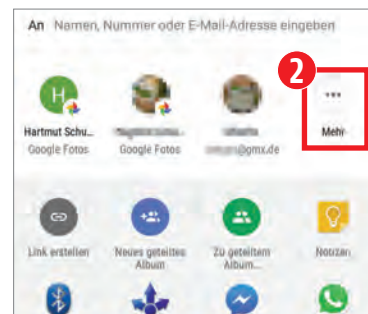 An Namen, Nummer oder E-Mail-Adresse eingeben
2
H
Hartmut Schu... Mehr
Google Fotos Google Fotos @gmx.de
Link erstellen Neues geteiltes Album Zu geteiltem Album... Notizen